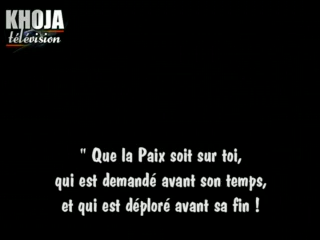 KHOJA
télévision
" Que la Paix soit sur toi,
qui est demandé avant son temps,
et qui est déploré avant sa fin !